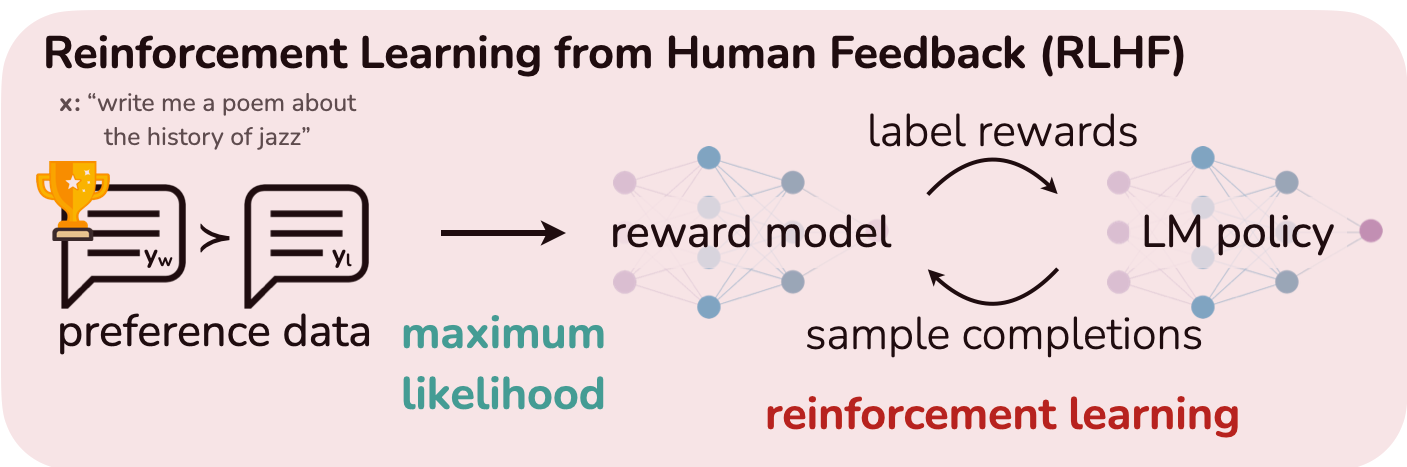 Reinforcement Learning from Human Feedback (RLHF)
x: “write me a poem about
the history of jazz”
label rewards
y_w
≻
y_l
reward model
LM policy
preference data
maximum
likelihood
sample completions
reinforcement learning